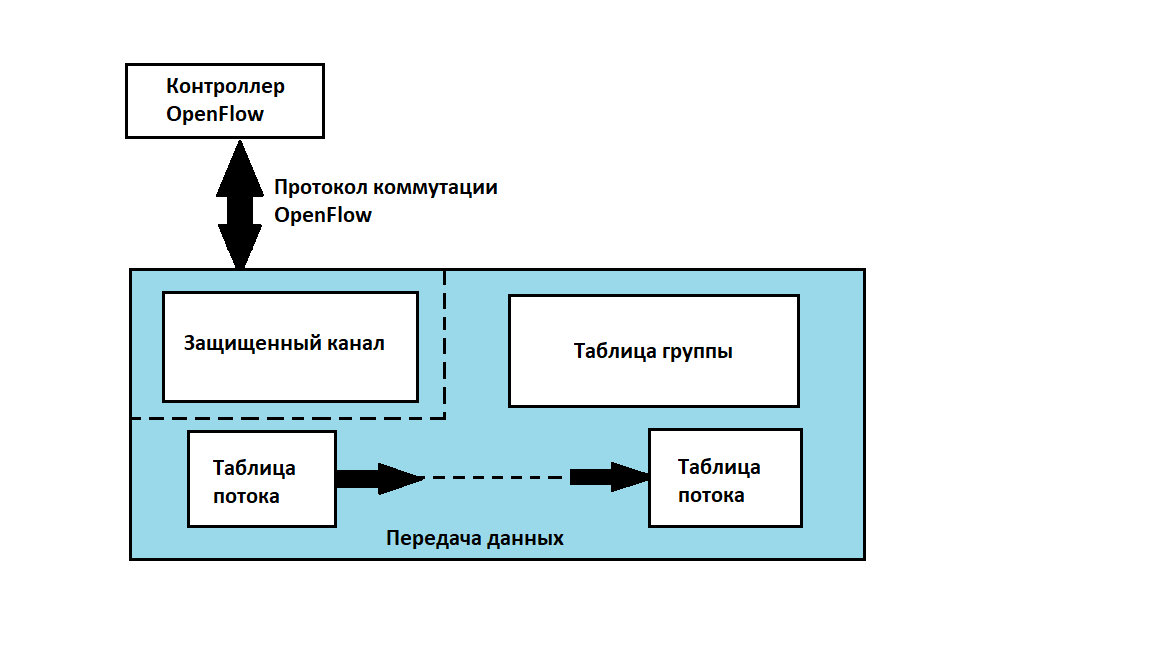 Контроллер
OpenFlow
Протокол коммутации
OpenFlow
Защищенный канал
Таблица группы
Таблица
потока
Таблица
потока
Передача данных